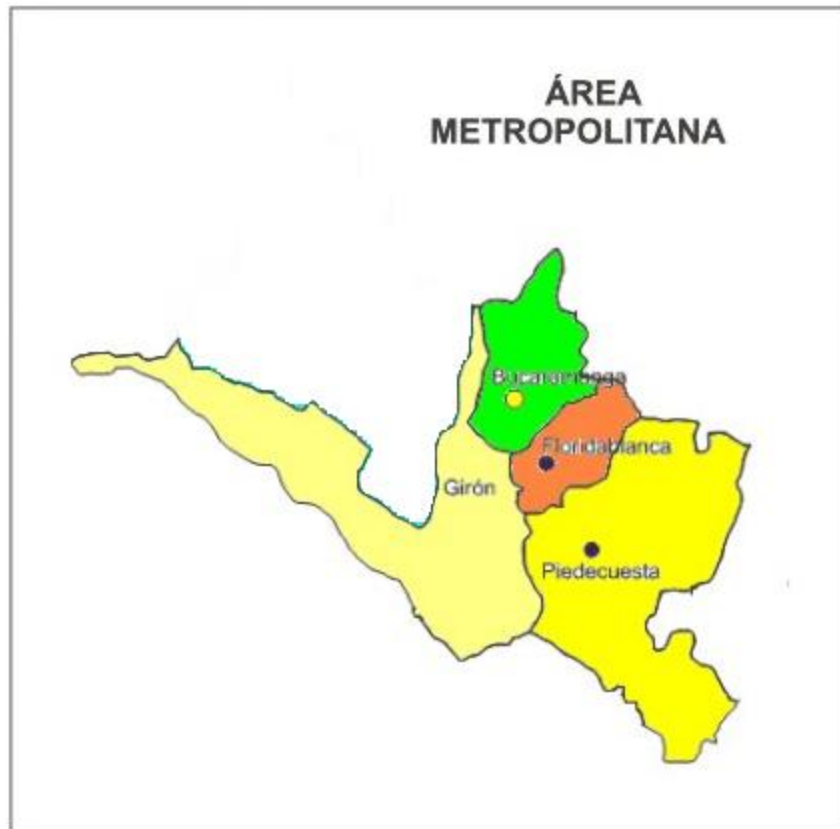 ÁREA
METROPOLITANA
Bucaramanga
Floridablanca
Girón
Piedecuesta